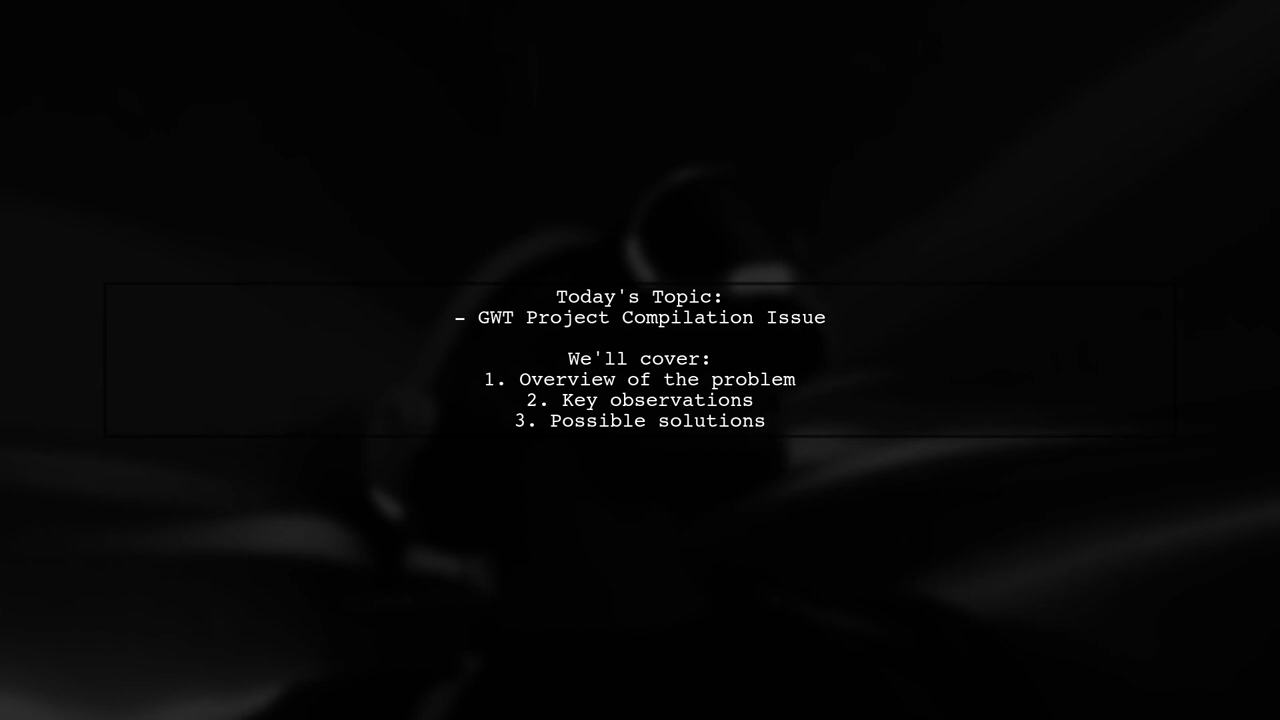 Today's Topic:
– GWT Project Compilation Issue
We'll cover:
1. Overview of the problem
2. Key observations
3. Possible solutions